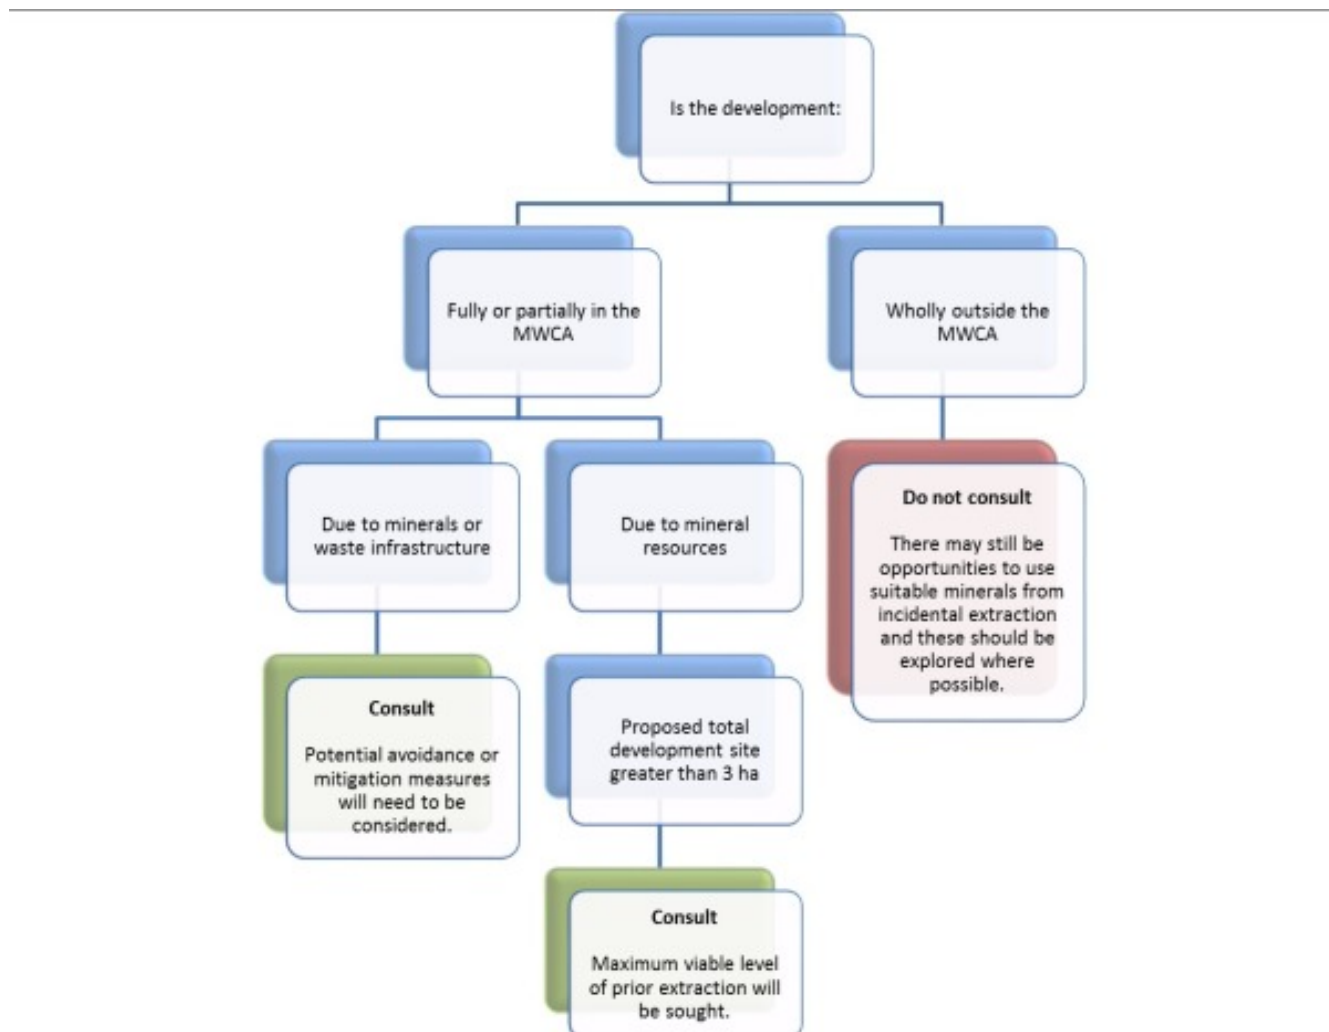 Is the development:
Fully or partially in the
MWCA
Wholly outside the
MWCA
Due to minerals or
waste infrastructure
Due to mineral
resources
Do not consult
There may still be
opportunities to use
suitable minerals from
incidental extraction
and these should be
explored where
possible.
Consult
Potential avoidance or
mitigation measures
will need to be
considered.
Proposed total
development site
greater than 3 ha
Consult
Maximum viable level
of prior extraction will
be sought.